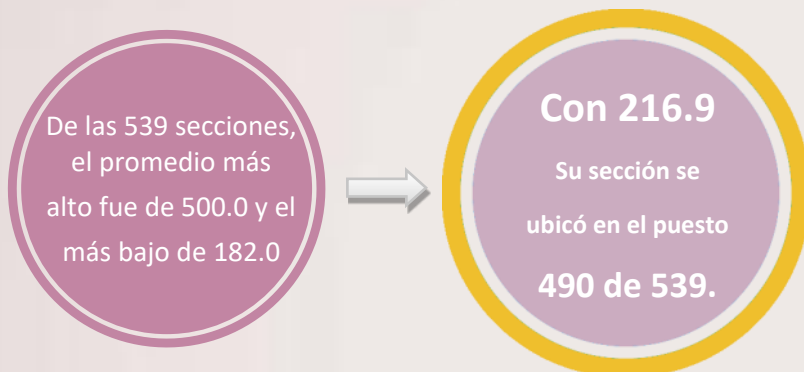 De las 539 secciones,
el promedio más
alto fue de 500.0 y el
más bajo de 182.0
Con 216.9
Su sección se
ubicó en el puesto
490 de 539.